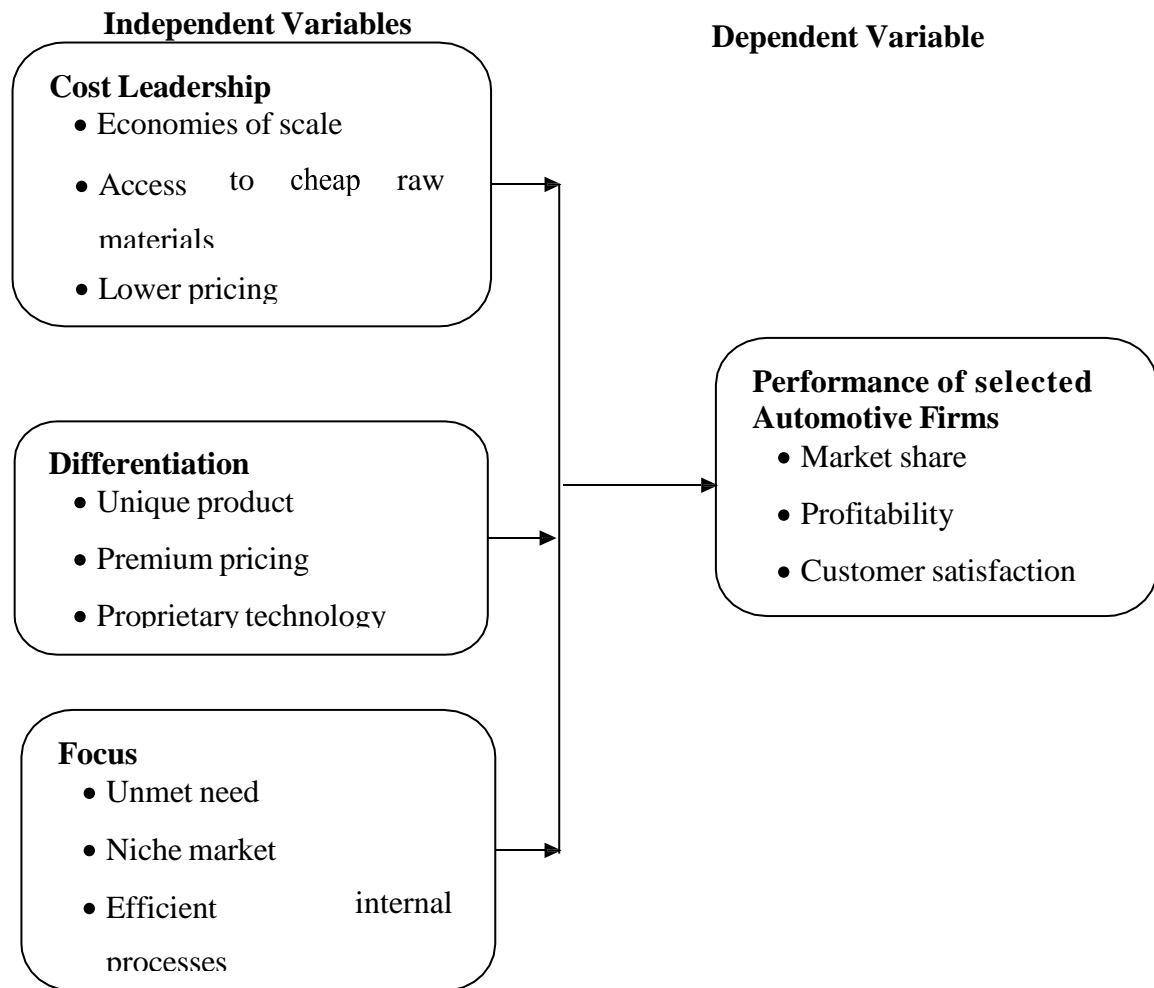 Independent Variables
Dependent Variable
Cost Leadership
• Economies of scale
• Access to cheap raw
materials
• Lower pricing
Differentiation
• Unique product
• Premium pricing
• Proprietary technology
Focus
• Unmet need
• Niche market
• Efficient internal
processes
Performance of selected
Automotive Firms
• Market share
• Profitability
• Customer satisfaction